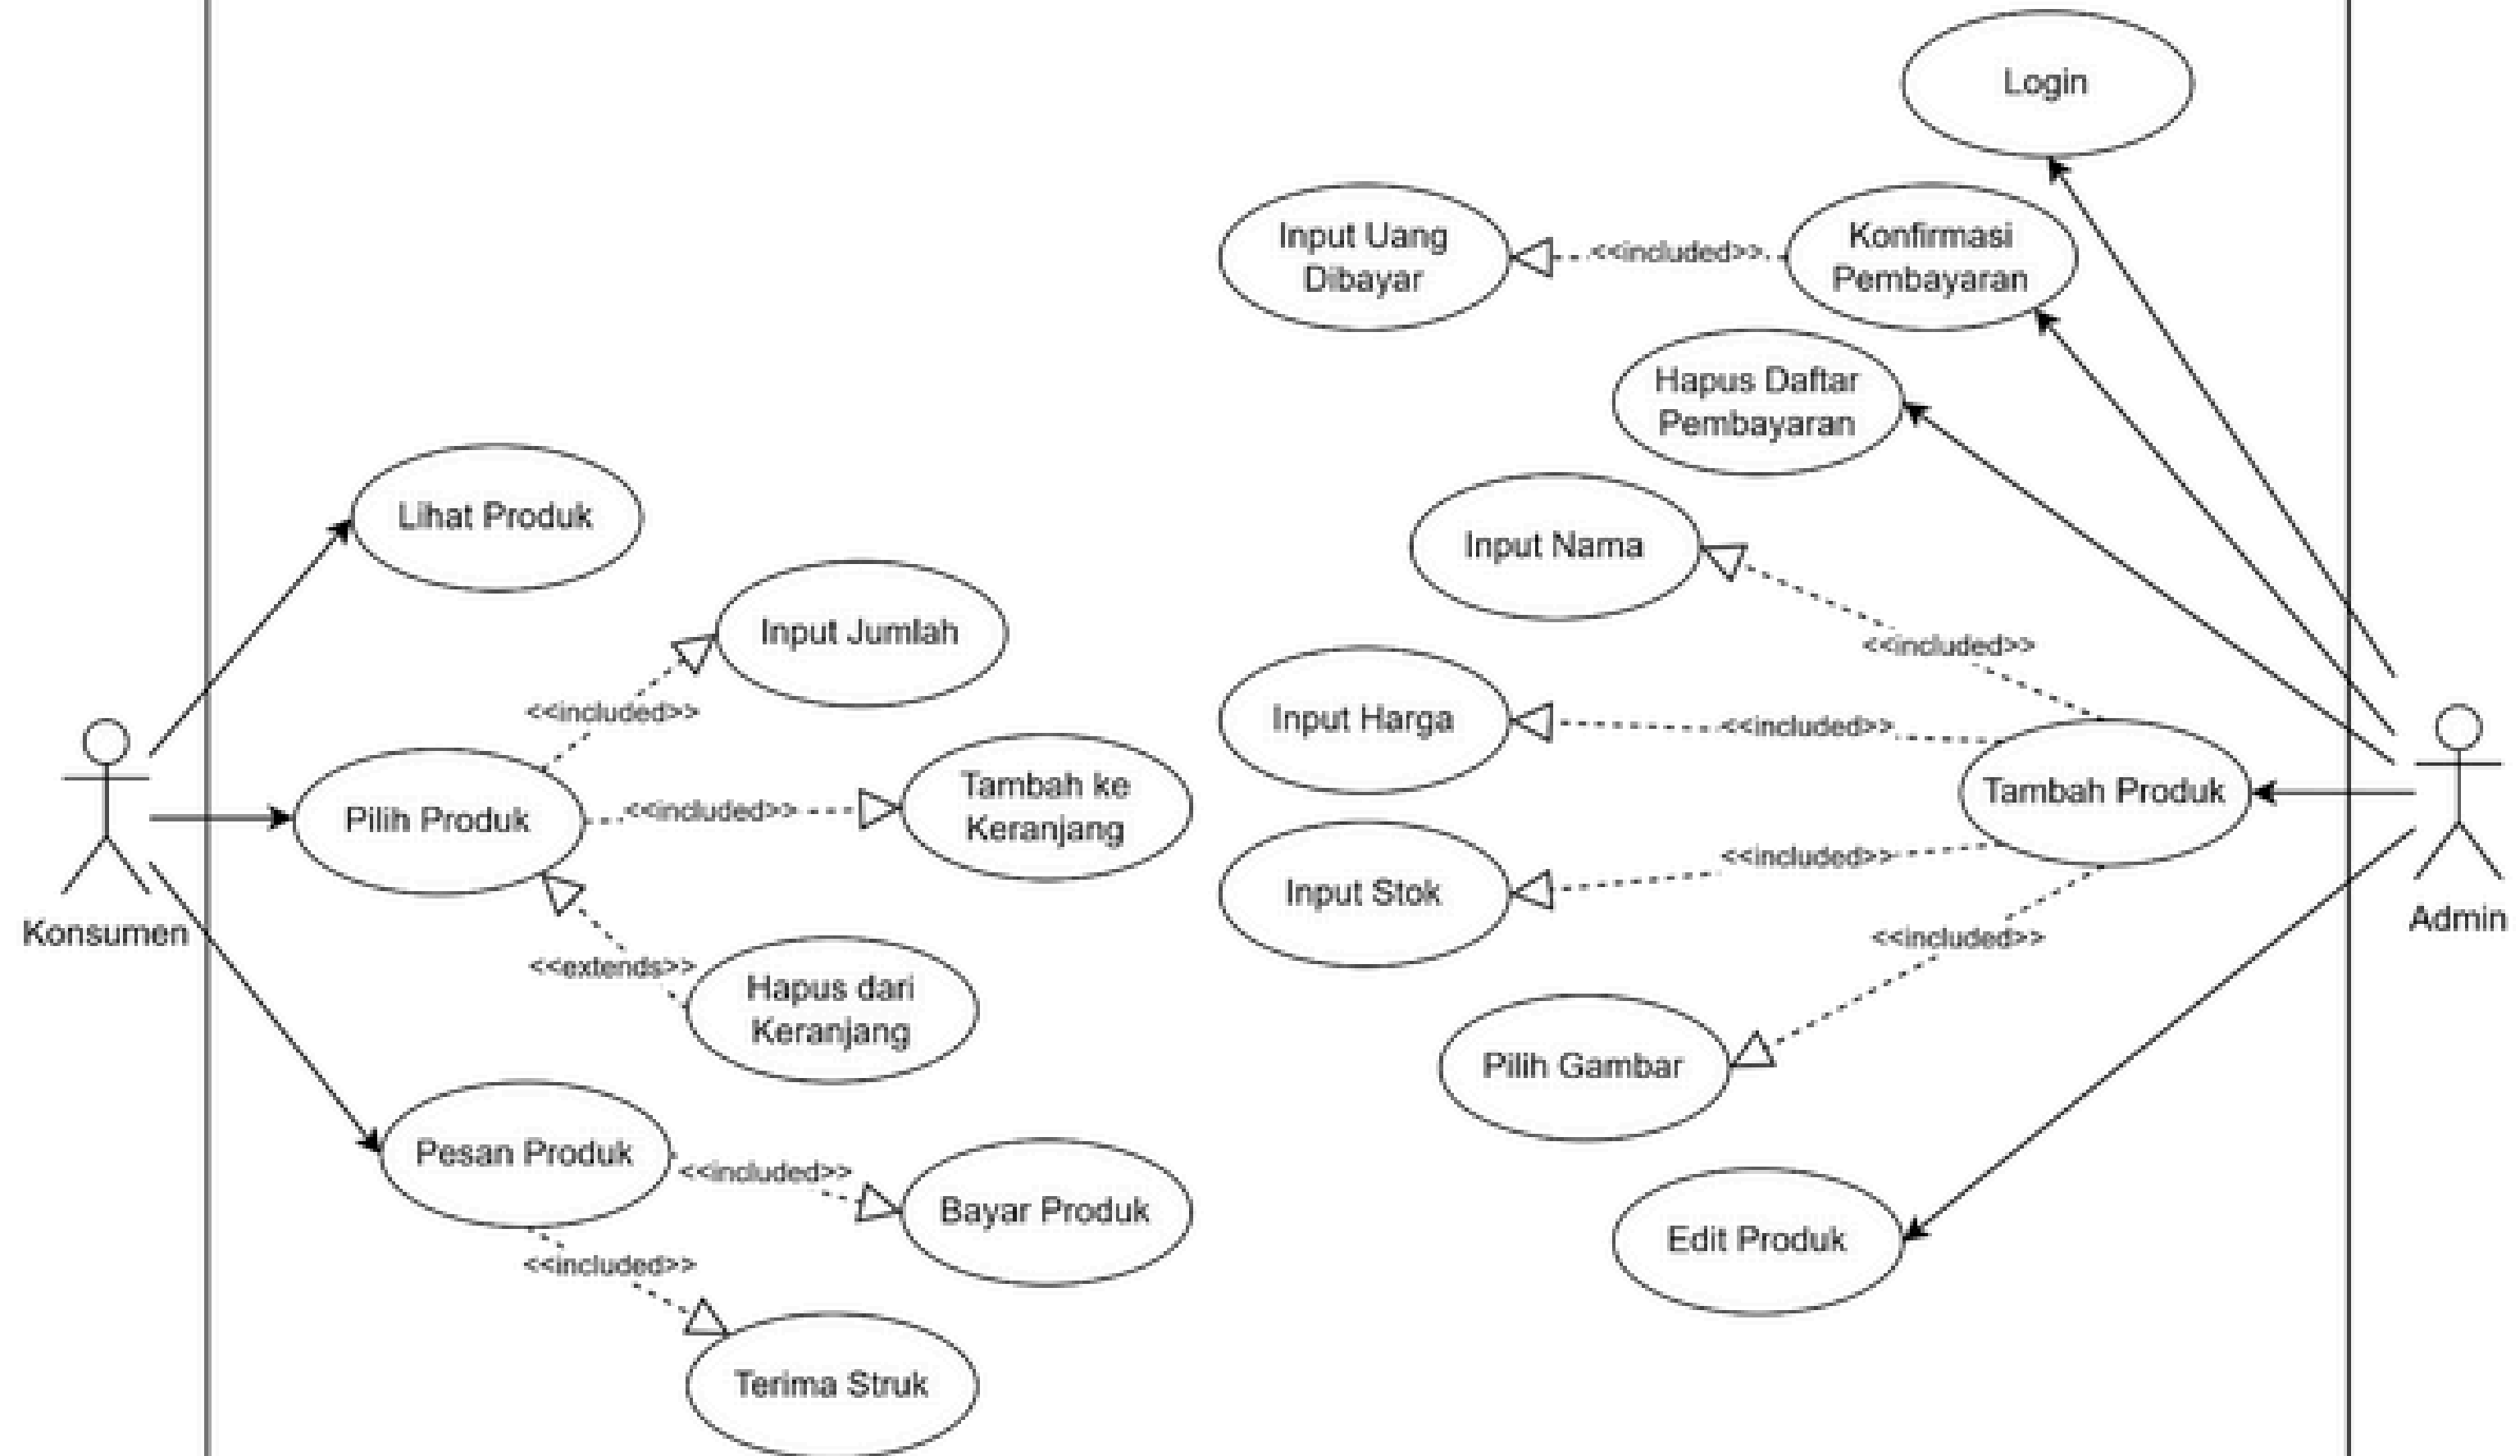 Login
Input Uang
Dibayar
<<included>>
Konfirmasi
Pembayaran
Hapus Daftar
Pembayaran
Lihat Produk
Input Nama
<<included>>
Input Jumlah
<<included>>
Input Harga
<<included>>
Pilih Produk
<<included>>
Tambah ke
Keranjang
Tambah Produk
Input Stok
<<included>>
Konsumen
Admin
<<extends>>
Hapus dari
Keranjang
<<included>>
Pilih Gambar
Pesan Produk
<<included>>
Bayar Produk
Edit Produk
<<included>>
Terima Struk